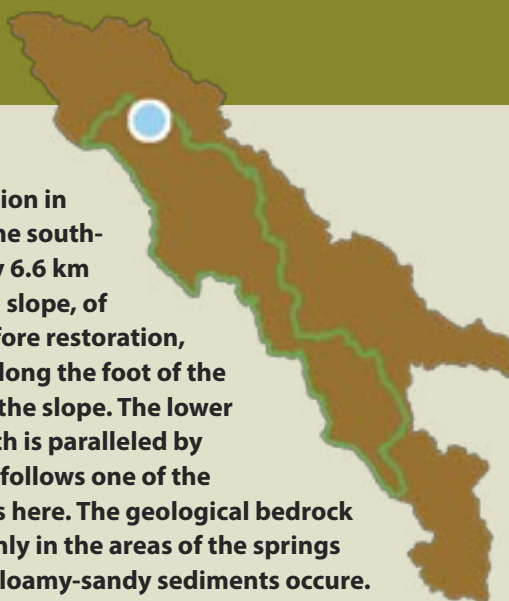 ion in
ne south-
y 6.6 km
slope, of
fore restoration,
long the foot of the
the slope. The lower
th is paralleled by
follows one of the
s here. The geological bedrock
nly in the areas of the springs
loamy-sandy sediments occure.